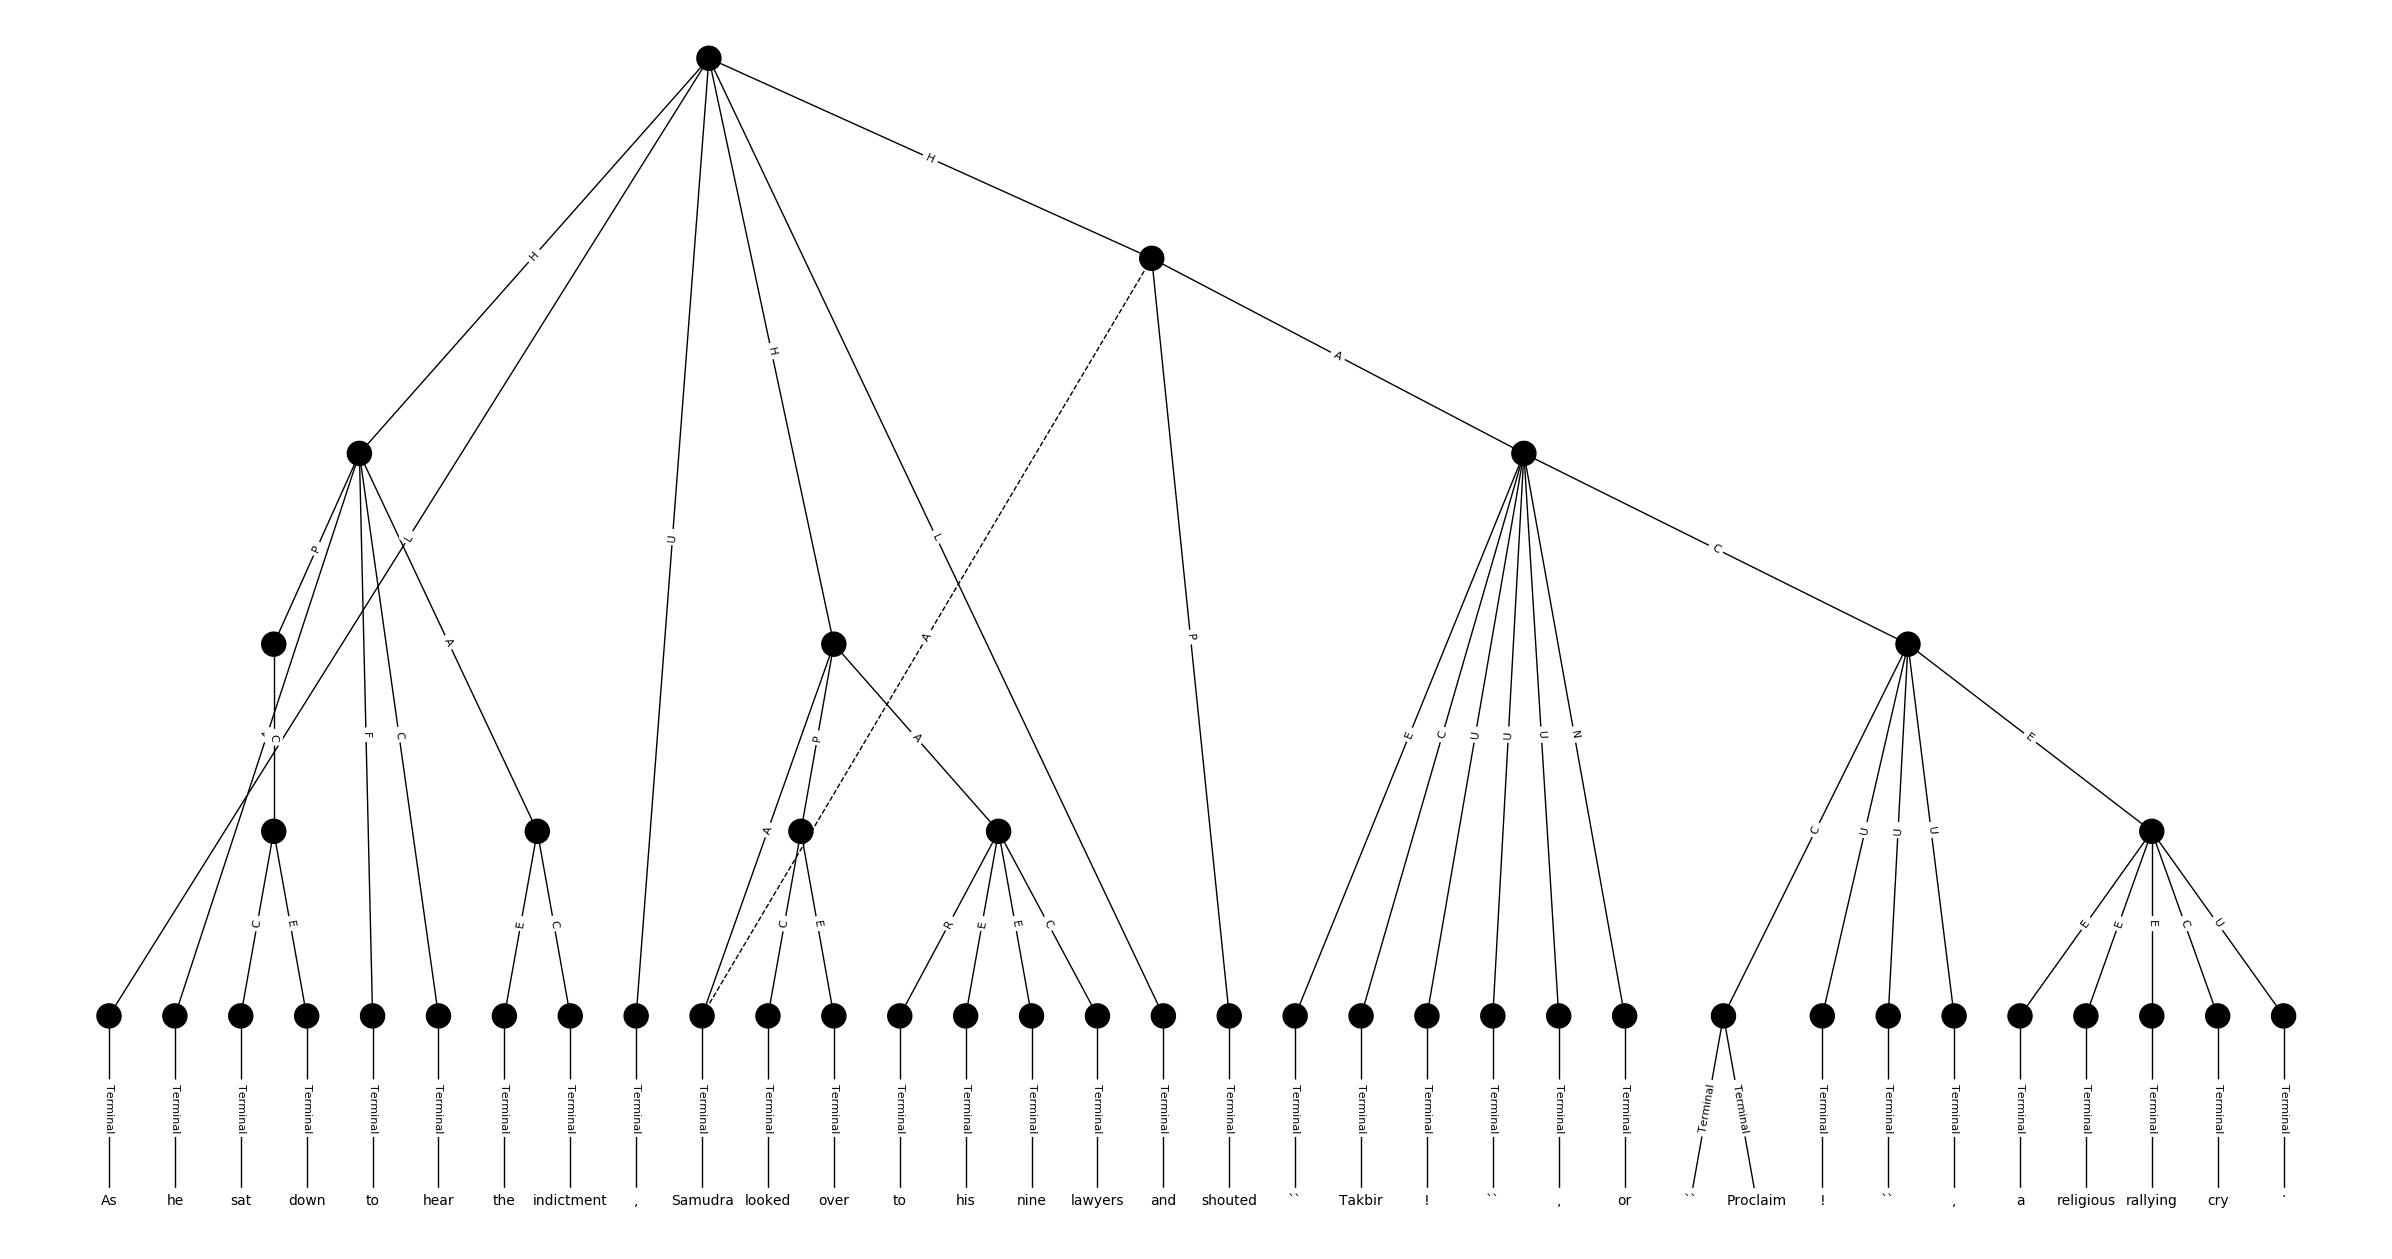 H
H
H
A
L
U
L
P
C
P
A
A
P
E
C
U
U
U
N
F
C
C
P
A
E
A
C
U
U
U
C
E
E
C
C
E
R
E
E
C
E
E
E
C
U
Terminal Terminal Terminal Terminal Terminal Terminal Terminal Terminal Terminal Terminal Terminal Terminal Terminal Terminal Terminal Terminal Terminal Terminal Terminal Terminal Terminal Terminal Terminal Terminal Terminal Terminal Terminal Terminal Terminal Terminal Terminal Terminal Terminal Terminal
As he sat down to hear the indictment , Samudra looked over to his nine lawyers and shouted `` Takbir ! `` , or `` Proclaim ! `` , a religious rallying cry .